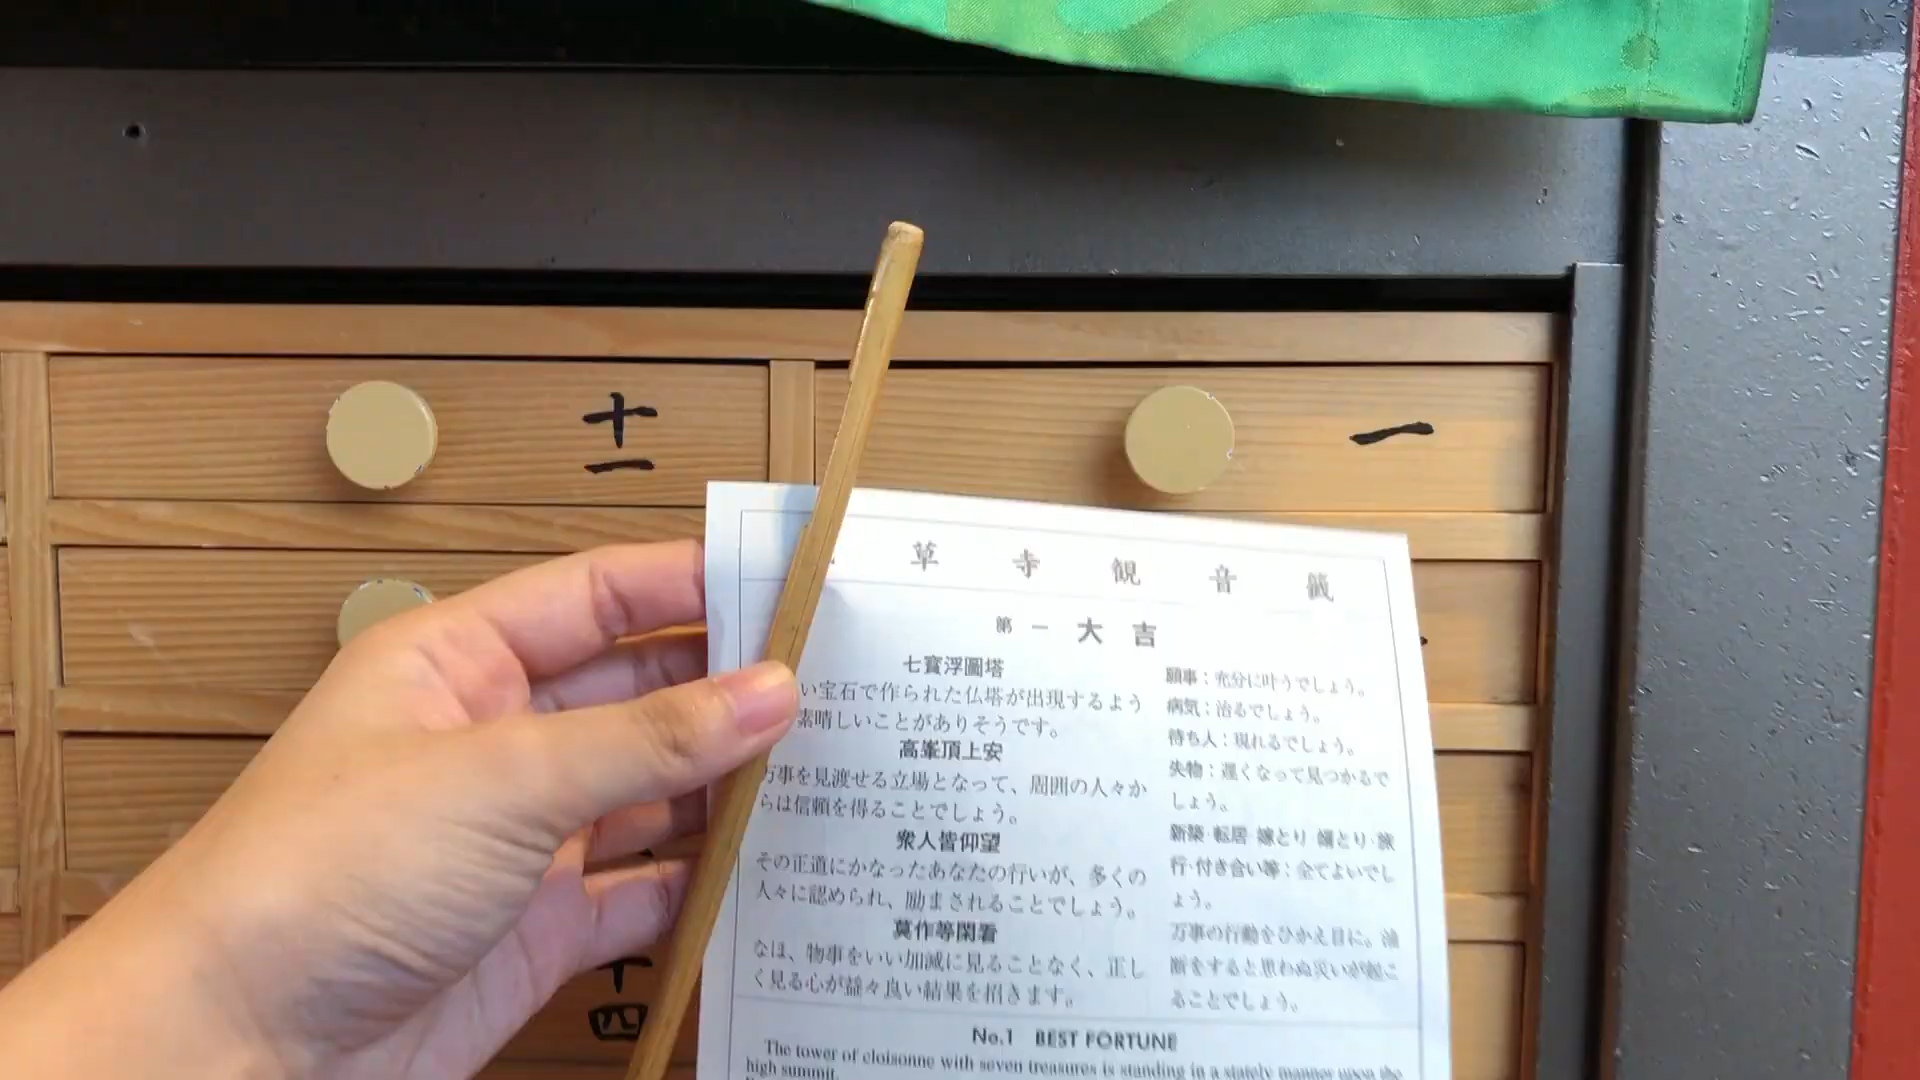 十一
一
草寺観音籤
第一大吉
七寳浮圖塔
い宝石で作られた仏塔が出現するよう
素晴しいことがありそうです。
高峯頂上安
万事を見渡せる立場となって、周囲の人々か
らは信頼を得ることでしょう。
衆人皆仰望
その正道にかなったあなたの行いが、多くの
人々に認められ、励まされることでしょう。
莫作等閑看
なほ、物事をいい加減に見ることなく、正し
く見る心が益々良い結果を招きます。
願事：充分に叶うでしょう。
病気：治るでしょう。
待ち人：現れるでしょう。
失物：遅くなって見つかるで
しょう。
新築·転居·嫁とり·婿とり·旅
行·付き合い等：全てよいでし
ょう。
万事の行動をひかえ目に。油
断をすると思わぬ災いが起こ
ることでしょう。
No.1 BEST FORTUNE
The tower of cloisonne with seven treasures is standing in a stately manner upon the
high summit.
十四